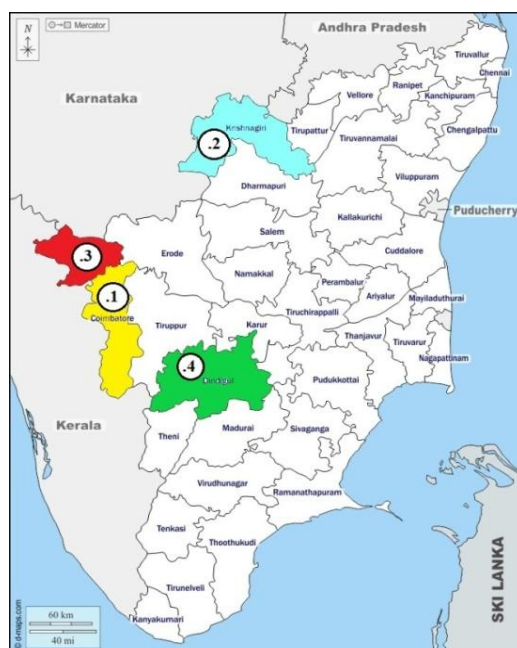 Andhra Pradesh
N
Mercator
Tiruvallur
Chennai
Ranipet
Vellore
Kanchipuram
Karnataka
Krishnagiri
Tirupattur
Chengalpattu
Tiruvannamalai
.2
Dharmapuri
Viluppuram
Kallakurichi
Puducherry
Salem
Erode
Cuddalore
.3
Namakkal
Perambalur
.1
Ariyalur
Mayiladuthurai
Coimbatore
Tiruchirappalli
Tiruppur
Karur
Thanjavur
Tiruvarur
Nagapattinam
.4
Dindigul
Pudukkottai
Kerala
Theni
Madurai
Sivaganga
Virudhunagar
Ramanathapuram
Tenkasi
Thoothukudi
SKI LANKA
Tirunelveli
60 km
Kanyakumari
40 mi
© d-maps.com